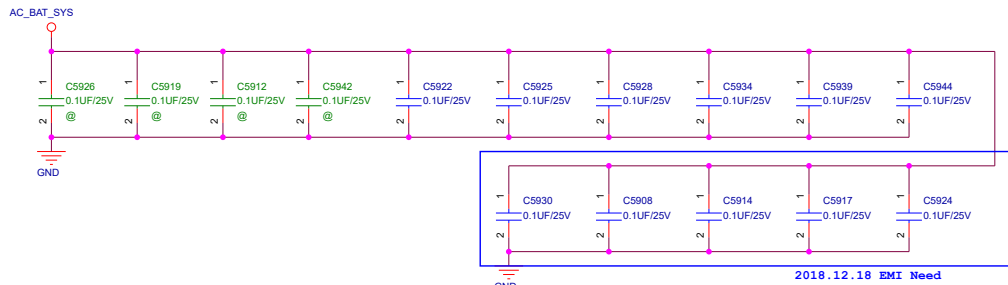 AC_BAT_SYS
1
C5926
0.1UF/25V
@
2
1
C5919
0.1UF/25V
@
2
1
C5912
0.1UF/25V
@
2
1
C5942
0.1UF/25V
@
2
1
C5922
0.1UF/25V
2
1
C5925
0.1UF/25V
2
1
C5928
0.1UF/25V
2
1
C5934
0.1UF/25V
2
1
C5939
0.1UF/25V
2
1
C5944
0.1UF/25V
2
GND
1
C5930
0.1UF/25V
2
1
C5908
0.1UF/25V
2
1
C5914
0.1UF/25V
2
1
C5917
0.1UF/25V
2
1
C5924
0.1UF/25V
2
2018.12.18 EMI Need
GND